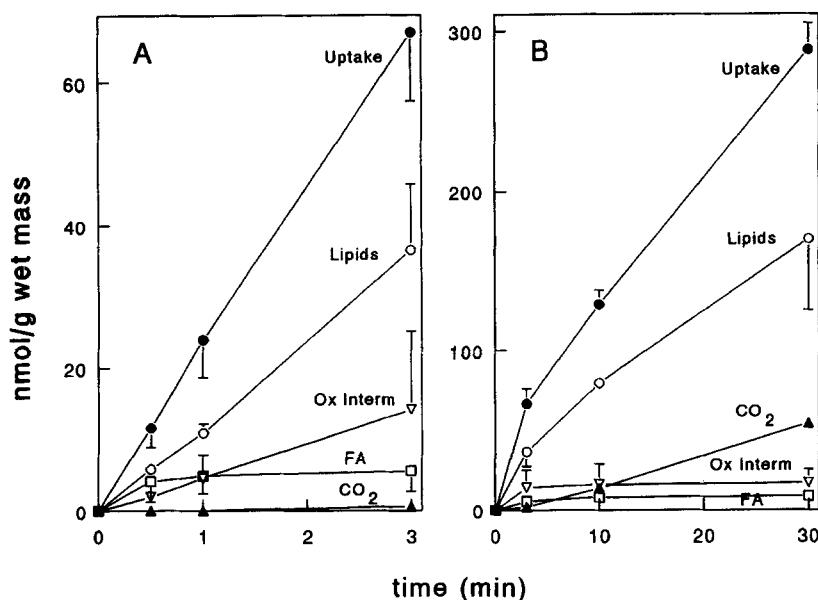 A
B
nmol/g wet mass
60
40
20
0
Uptake
Lipids
Ox Interm
FA
CO2
0
1
2
3
300
200
100
0
Uptake
Lipids
CO2
Ox Interm
FA
0
10
20
30
time (min)